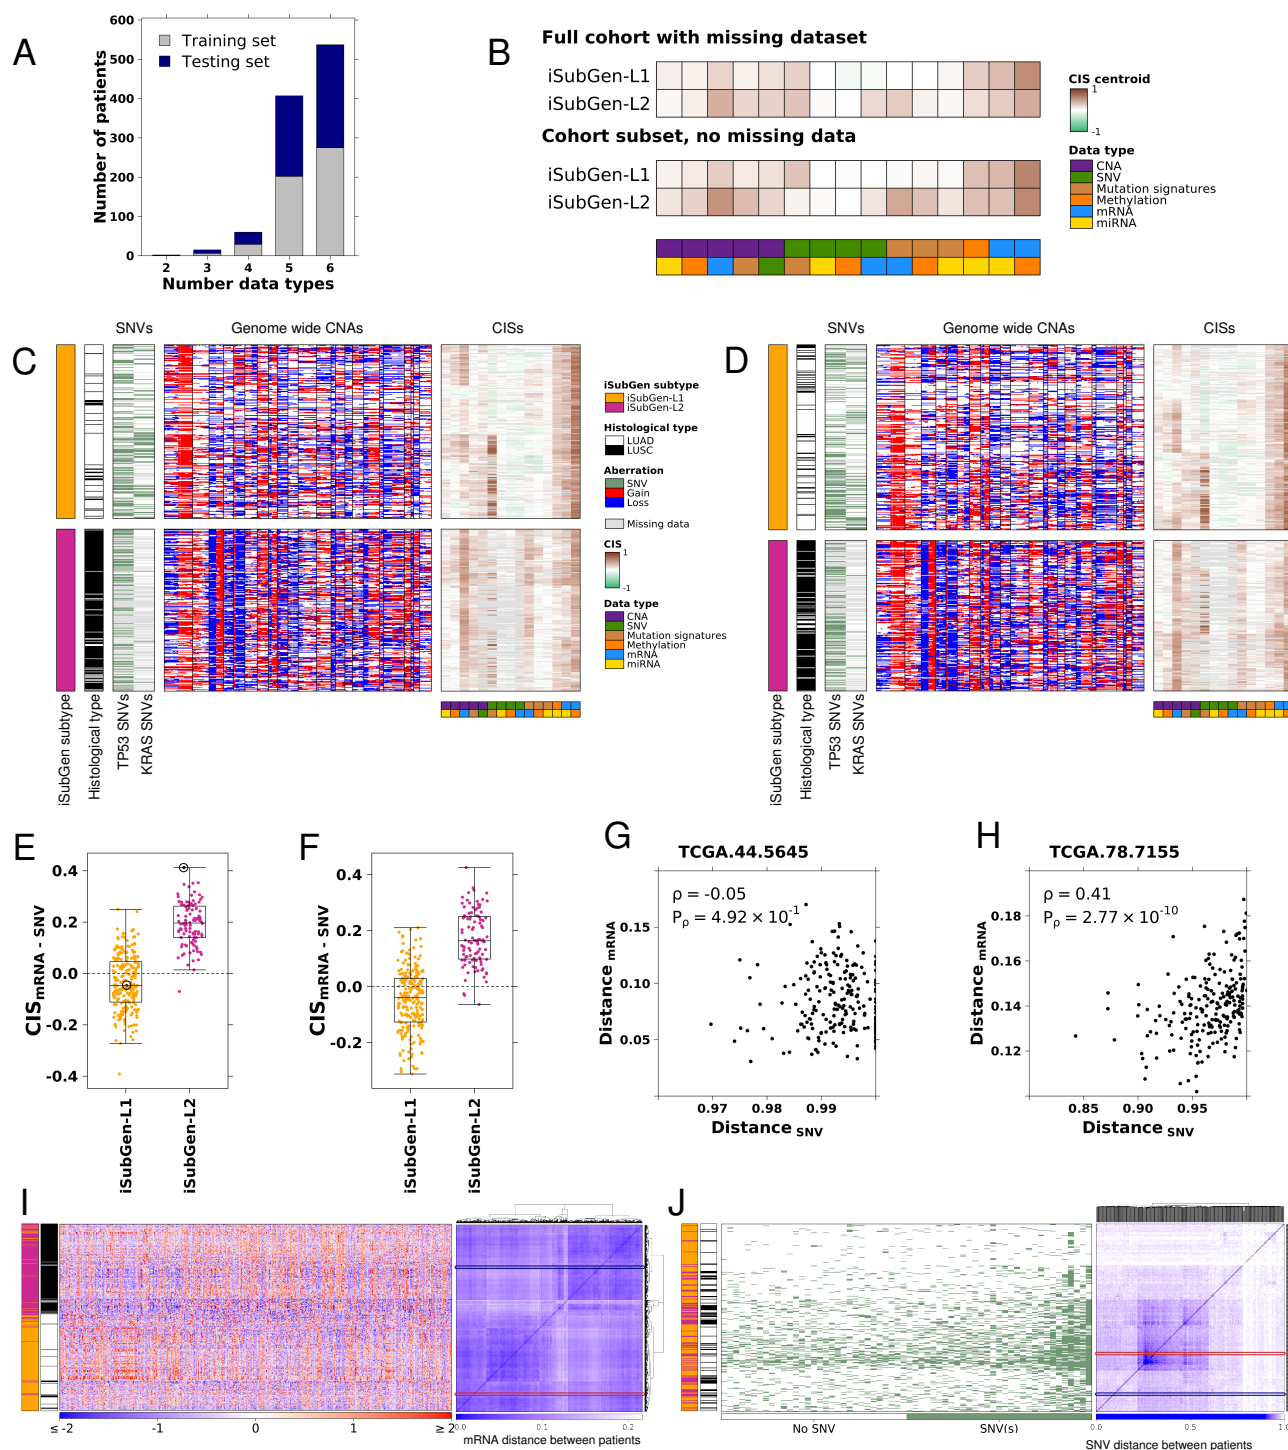 A
600
500
400
300
200
100
0
Number of patients
Training set
Testing set
2 3 4 5 6
Number data types
B
Full cohort with missing dataset
iSubGen-L1
iSubGen-L2
Cohort subset, no missing data
iSubGen-L1
iSubGen-L2
CIS centroid
1
-1
Data type
CNA
SNV
Mutation signatures
Methylation
mRNA
miRNA
C
SNVs Genome wide CNAs CISs
iSubGen subtype
Histological type
TP53 SNVs
KRAS SNVs
iSubGen subtype
iSubGen-L1
iSubGen-L2
Histological type
LUAD
LUSC
Aberration
SNV
Gain
Loss
Missing data
CIS
1
-1
Data type
CNA
SNV
Mutation signatures
Methylation
mRNA
miRNA
D
SNVs Genome wide CNAs CISs
iSubGen subtype
Histological type
TP53 SNVs
KRAS SNVs
E
0.4
0.2
0.0
-0.2
-0.4
CIS mRNA - SNV
iSubGen-L1
iSubGen-L2
F
0.4
0.2
0.0
-0.2
CIS mRNA - SNV
iSubGen-L1
iSubGen-L2
G
TCGA.44.5645
ρ = -0.05
Pρ = 4.92 × 10-1
0.15
0.10
0.05
Distance mRNA
0.97 0.98 0.99
Distance SNV
H
TCGA.78.7155
ρ = 0.41
Pρ = 2.77 × 10-10
0.18
0.16
0.14
0.12
Distance mRNA
0.85 0.90 0.95
Distance SNV
I
≤ -2 -1 0 1 ≥ 2
0.0 0.1 0.2
mRNA distance between patients
J
No SNV SNV(s)
0.0 0.5 1.0
SNV distance between patients